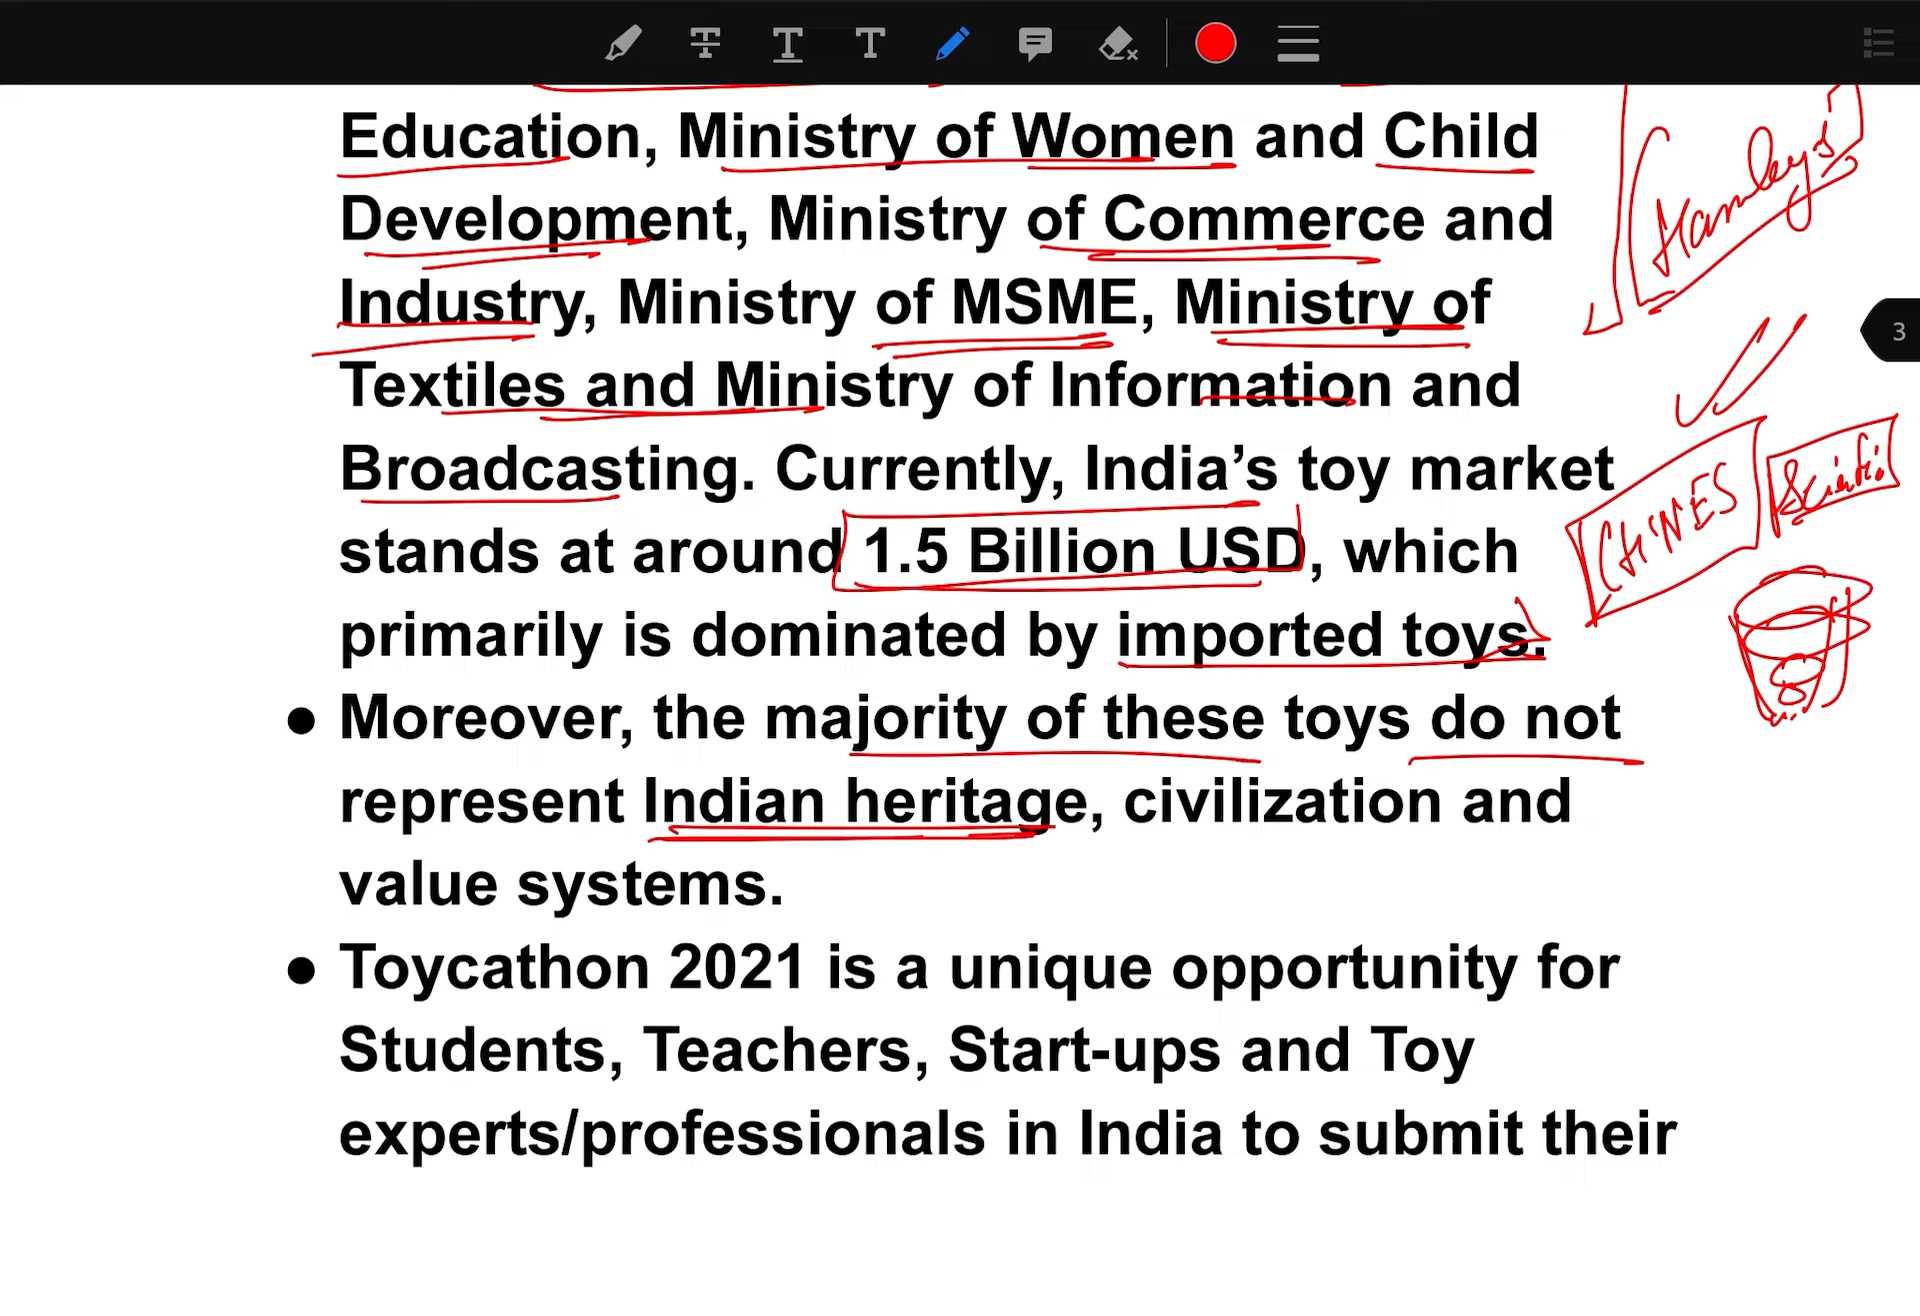 Education, Ministry of Women and Child
Development, Ministry of Commerce and
Industry, Ministry of MSME, Ministry of
Textiles and Ministry of Information and
Broadcasting. Currently, India’s toy market
stands at around 1.5 Billion USD, which
primarily is dominated by imported toys.
● Moreover, the majority of these toys do not
represent Indian heritage, civilization and
value systems.
● Toycathon 2021 is a unique opportunity for
Students, Teachers, Start-ups and Toy
experts/professionals in India to submit their
Hamleys
CHINES
3